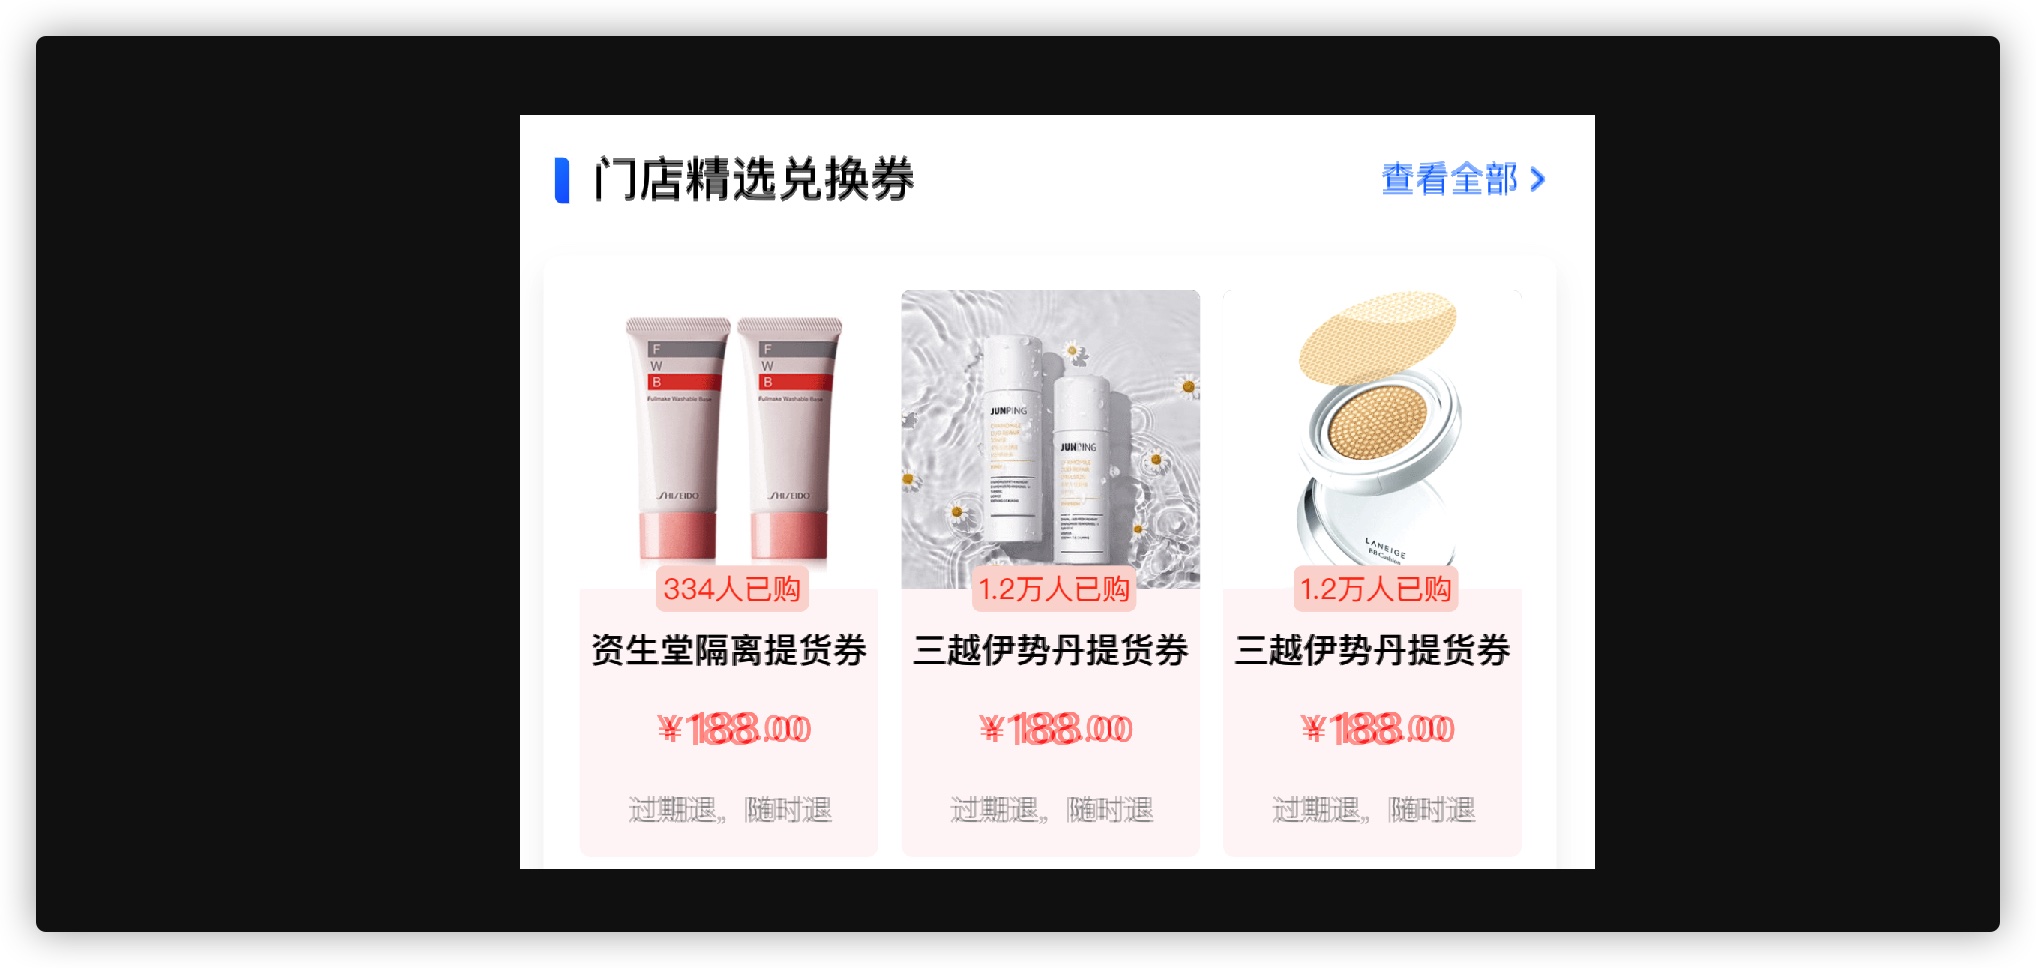 门店精选兑换券
查看全部
F
W
B
Fullmake Washable Base
SHISEIDO
F
W
B
Fullmake Washable Base
SHISEIDO
JUNPING
JUNPING
LANEIGE
BB Cushion
334人已购
1.2万人已购
1.2万人已购
资生堂隔离提货券
三越伊势丹提货券
三越伊势丹提货券
¥188.00
¥188.00
¥188.00
过期退，随时退
过期退，随时退
过期退，随时退